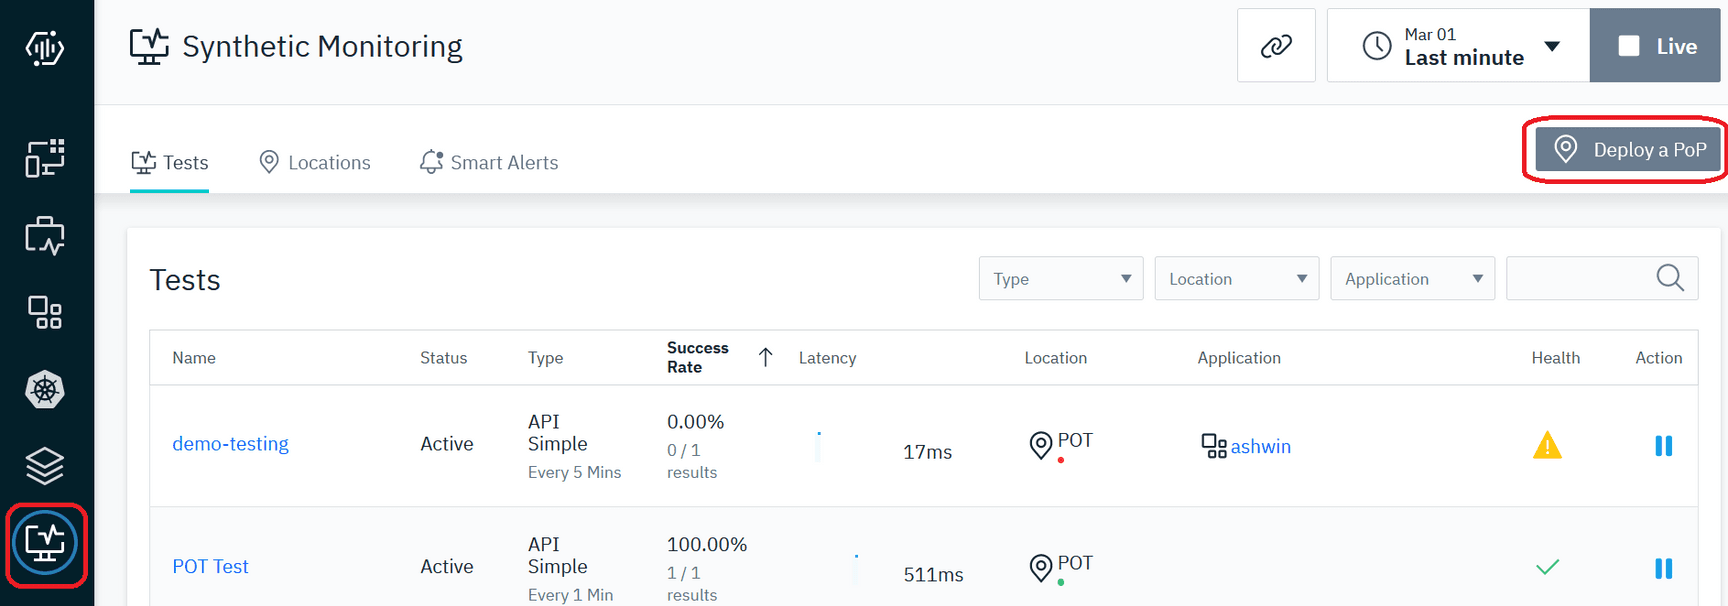 Synthetic Monitoring
Mar 01
Last minute
Live
Tests
Locations
Smart Alerts
Deploy a PoP
Tests
Type
Location
Application
Name
Status
Type
Success
Rate
Latency
Location
Application
Health
Action
demo-testing
Active
API
Simple
Every 5 Mins
0.00%
0 / 1
results
17ms
POT
ashwin
POT Test
Active
API
Simple
Every 1 Min
100.00%
1 / 1
results
511ms
POT